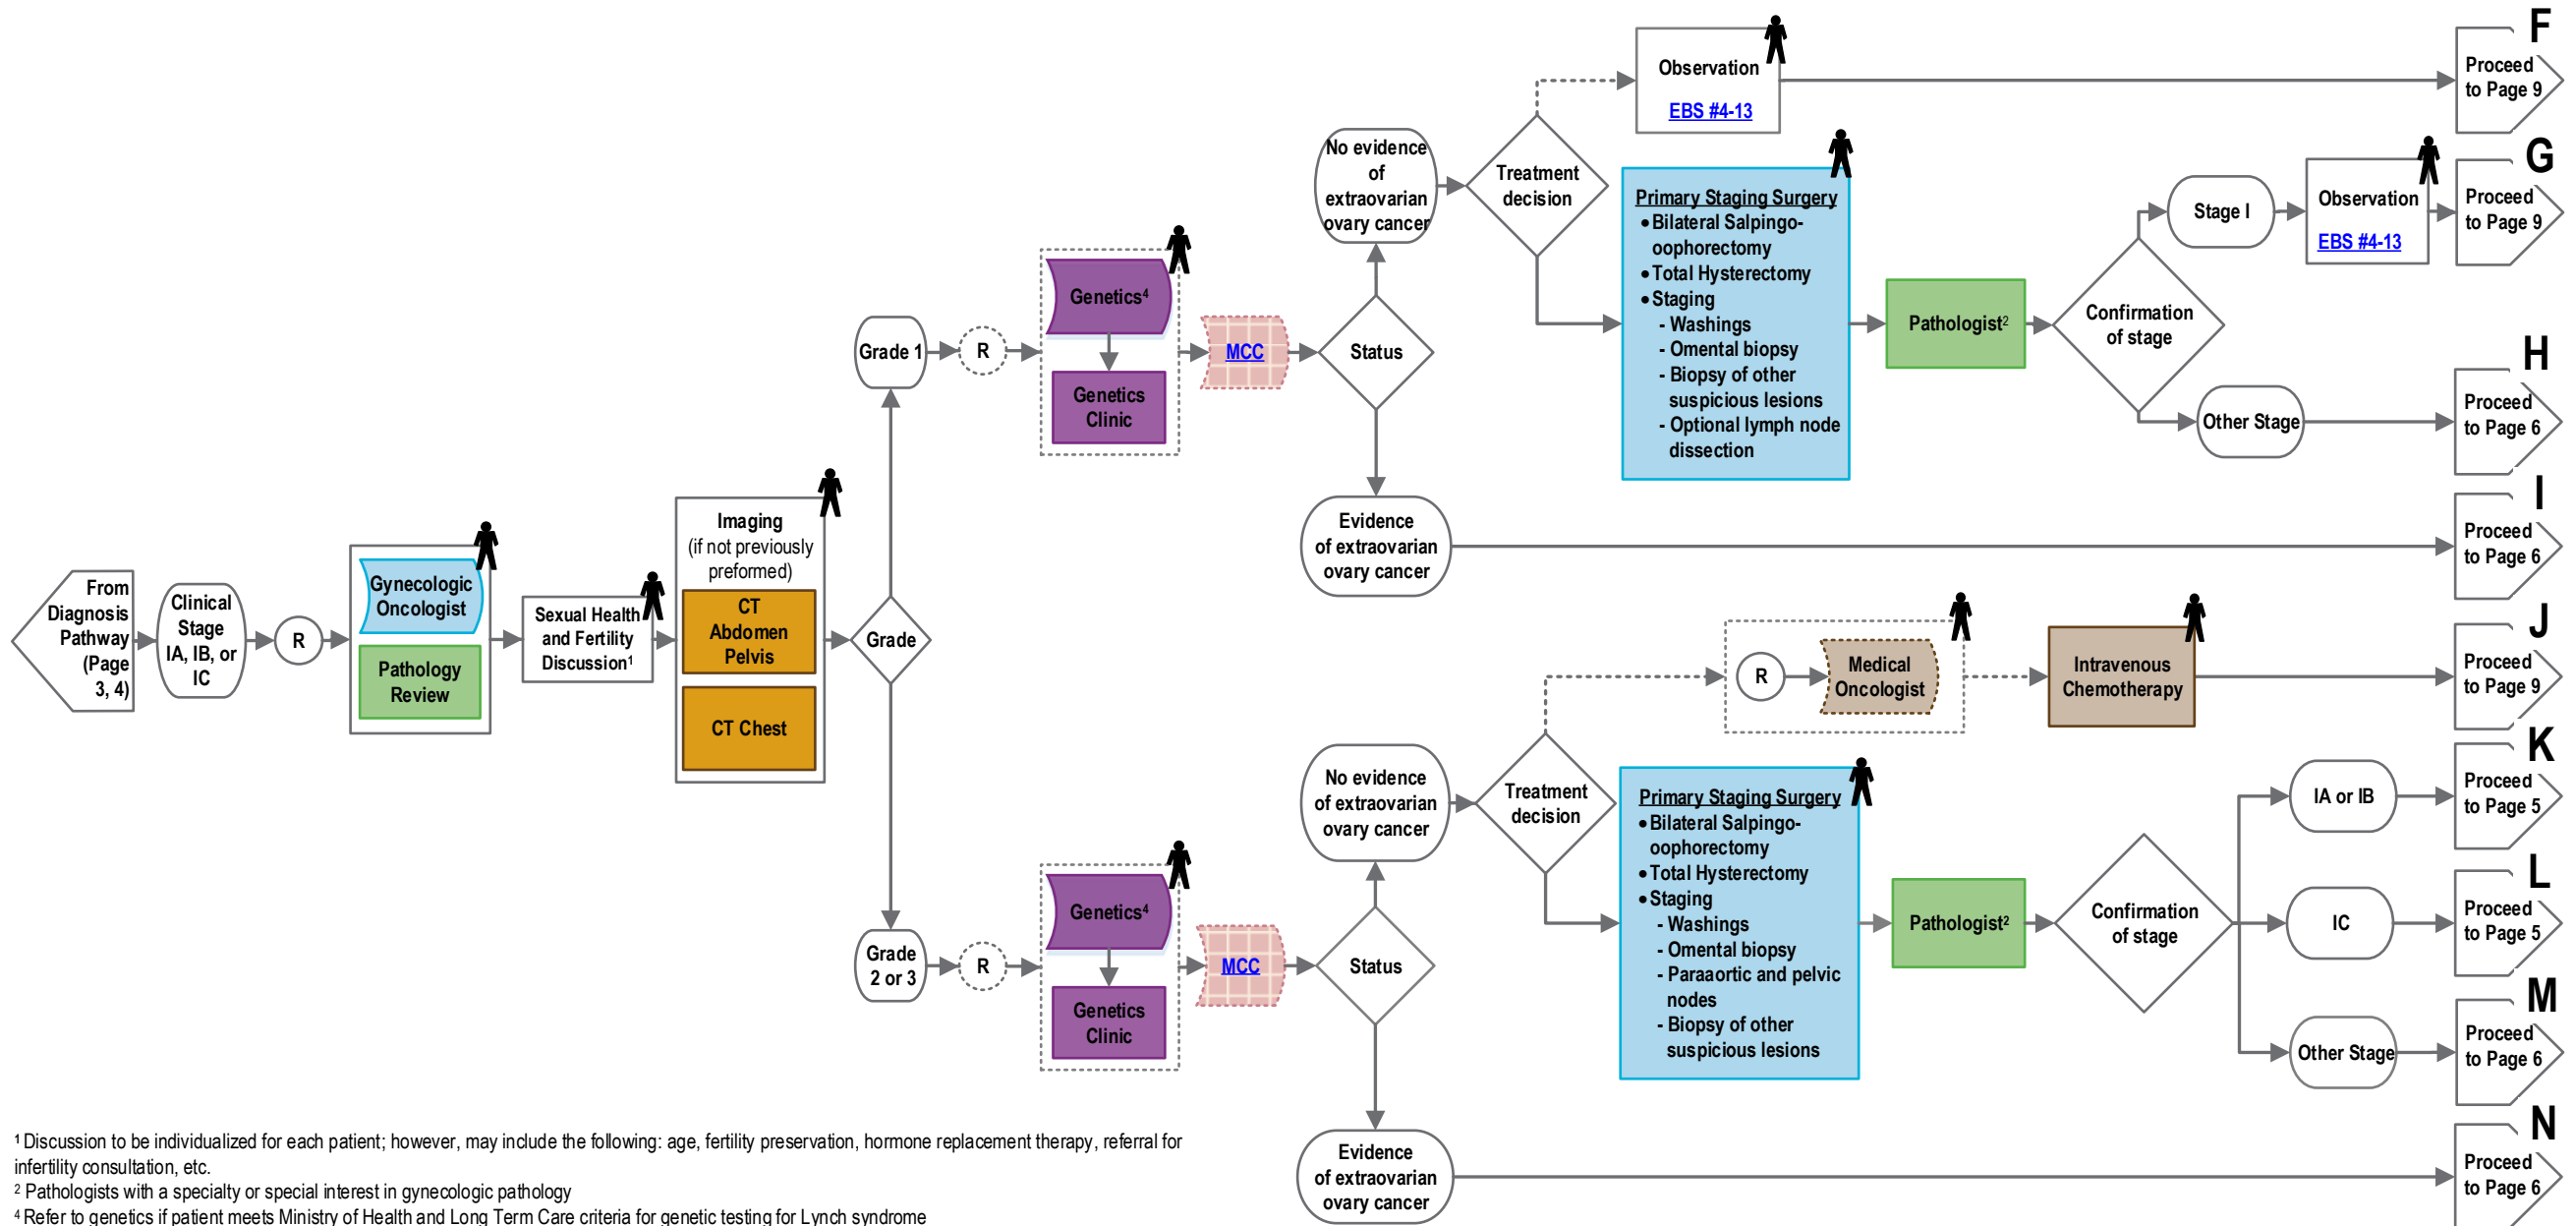 From
Diagnosis
Pathway
(Page
3, 4)
Clinical
Stage
IA, IB, or
IC
R
Gynecologic
Oncologist
Pathology
Review
Sexual Health
and Fertility
Discussion¹
Imaging
(if not previously
preformed)
CT
Abdomen
Pelvis
CT Chest
Grade
Grade 1
R
Genetics⁴
Genetics
Clinic
MCC
Status
No evidence
of
extraovarian
ovary cancer
Treatment
decision
Observation
EBS #4-13
F
Proceed
to Page 9
Primary Staging Surgery
•Bilateral Salpingo-
oophorectomy
•Total Hysterectomy
•Staging
- Washings
- Omental biopsy
- Biopsy of other
suspicious lesions
- Optional lymph node
dissection
Pathologist²
Confirmation
of stage
Stage I
Observation
EBS #4-13
G
Proceed
to Page 9
Other Stage
H
Proceed
to Page 6
Evidence
of extraovarian
ovary cancer
I
Proceed
to Page 6
Grade
2 or 3
R
Genetics⁴
Genetics
Clinic
MCC
Status
No evidence
of extraovarian
ovary cancer
Treatment
decision
R
Medical
Oncologist
Intravenous
Chemotherapy
J
Proceed
to Page 9
Primary Staging Surgery
•Bilateral Salpingo-
oophorectomy
•Total Hysterectomy
•Staging
- Washings
- Omental biopsy
- Paraaortic and pelvic
nodes
- Biopsy of other
suspicious lesions
Pathologist²
Confirmation
of stage
IA or IB
K
Proceed
to Page 5
IC
L
Proceed
to Page 5
Other Stage
M
Proceed
to Page 6
Evidence
of extraovarian
ovary cancer
N
Proceed
to Page 6
¹ Discussion to be individualized for each patient; however, may include the following: age, fertility preservation, hormone replacement therapy, referral for
infertility consultation, etc.
² Pathologists with a specialty or special interest in gynecologic pathology
⁴ Refer to genetics if patient meets Ministry of Health and Long Term Care criteria for genetic testing for Lynch syndrome